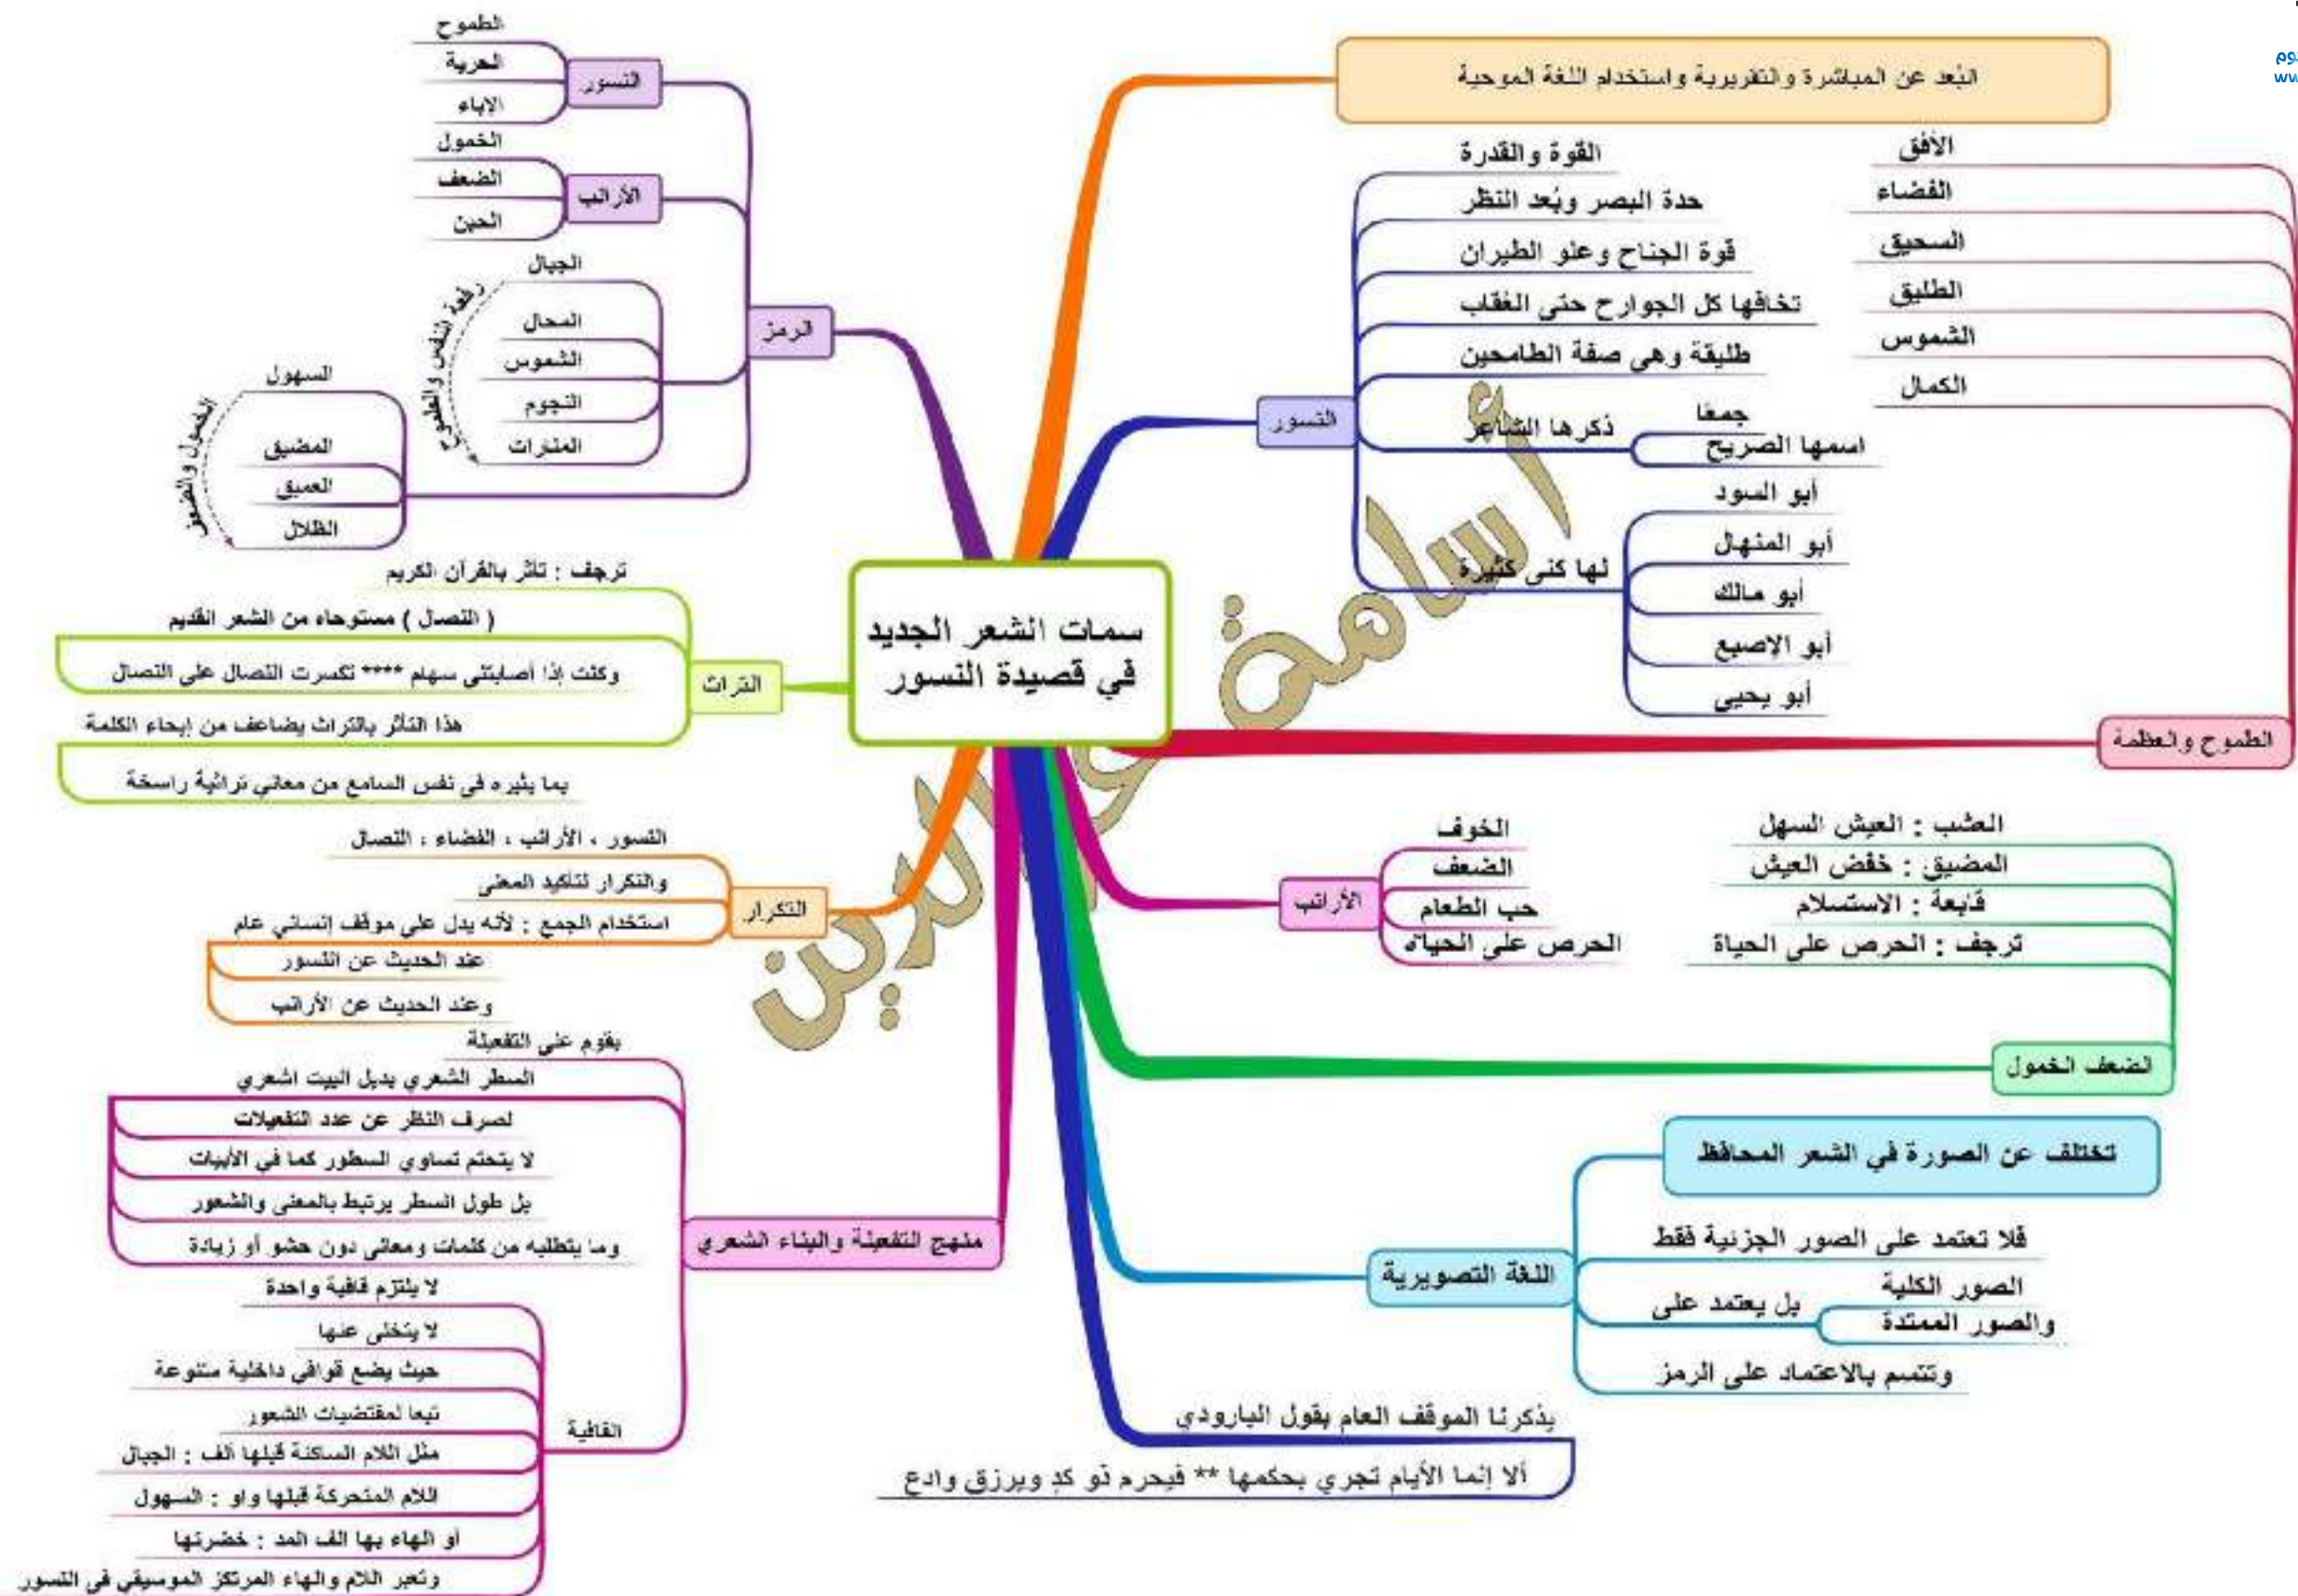 سمات الشعر الجديد
في قصيدة النسور
البُعد عن المباشرة والتقريرية واستخدام اللغة الموحية
النسور
القوة والقدرة
حدة البصر وبُعد النظر
قوة الجناح وعلو الطيران
تخافها كل الجوارح حتى العُقاب
طليقة وهي صفة الطامحين
ذكرها الشاعر
جمعًا
اسمها الصريح
لها كنى كثيرة
أبو السود
أبو المنهال
أبو مالك
أبو الإصبع
أبو يحيى
الطموح والعظمة
الأفق
الفضاء
السحيق
الطليق
الشموس
الكمال
الأرانب
الخوف
الضعف
حب الطعام
الحرص على الحياة
الضعف الخمول
العشب : العيش السهل
المضيق : خفض العيش
قابعة : الاستسلام
ترجف : الحرص على الحياة
اللغة التصويرية
تختلف عن الصورة في الشعر المحافظ
فلا تعتمد على الصور الجزئية فقط
بل يعتمد على
الصور الكلية
والصور الممتدة
وتتسم بالاعتماد على الرمز
يذكرنا الموقف العام بقول البارودي
ألا إنما الأيام تجري بحكمها ** فيحرم ذو كد ويرزق وادع
الرمز
النسور
الطموح
الحرية
الإباء
الأرانب
الخمول
الضعف
الجبن
الجبال
المحال
الشموس
النجوم
المنارات
رفعة النفس والطموح
السهول
المضيق
العميق
الظلال
الخمول والضعف
التراث
ترجف : تأثر بالقرآن الكريم
( النصال ) مستوحاه من الشعر القديم
وكنت إذا أصابتني سهام **** تكسرت النصال على النصال
هذا التأثر بالتراث يضاعف من إيحاء الكلمة
بما يثيره في نفس السامع من معاني تراثية راسخة
التكرار
النسور ، الأرانب ، الفضاء ، النصال
والتكرار لتأكيد المعنى
استخدام الجمع : لأنه يدل على موقف إنساني عام
عند الحديث عن النسور
وعند الحديث عن الأرانب
منهج التفعيلة والبناء الشعري
يقوم على التفعيلة
السطر الشعري بديل البيت اشعري
لصرف النظر عن عدد التفعيلات
لا يتحتم تساوي السطور كما في الأبيات
بل طول السطر يرتبط بالمعنى والشعور
وما يتطلبه من كلمات ومعاني دون حشو أو زيادة
القافية
لا يلتزم قافية واحدة
لا يتخلى عنها
حيث يضع قوافي داخلية متنوعة
تبعا لمقتضيات الشعور
مثل اللام الساكنة قبلها ألف : الجبال
اللام المتحركة قبلها واو : السهول
أو الهاء بها الف المد : خضرتها
وتعبر اللام والهاء المرتكز الموسيقي في النسور